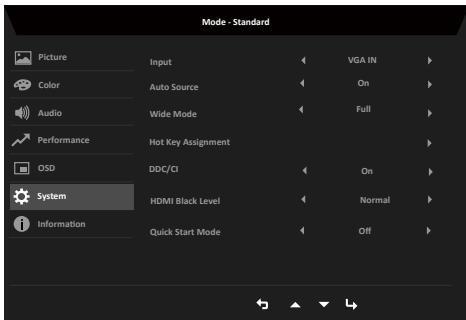 Mode - Standard
Picture
Color
Audio
Performance
OSD
System
Information
Input VGA IN
Auto Source On
Wide Mode Full
Hot Key Assignment
DDC/CI On
HDMI Black Level Normal
Quick Start Mode Off